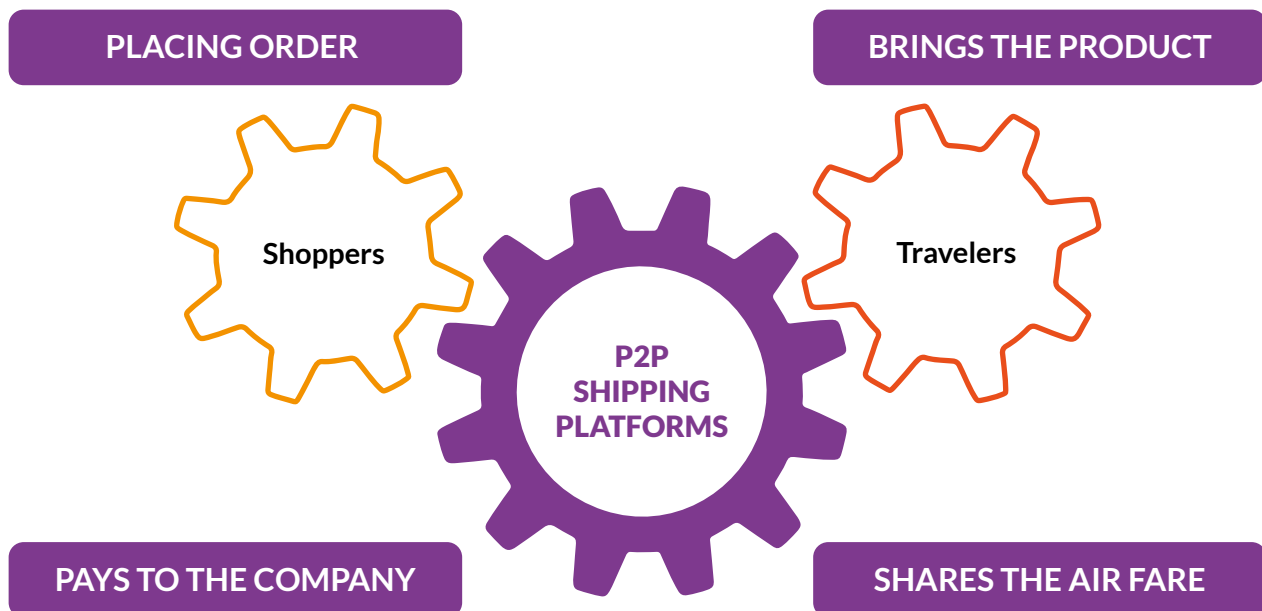 PLACING ORDER
BRINGS THE PRODUCT
Shoppers
Travelers
P2P
SHIPPING
PLATFORMS
PAYS TO THE COMPANY
SHARES THE AIR FARE